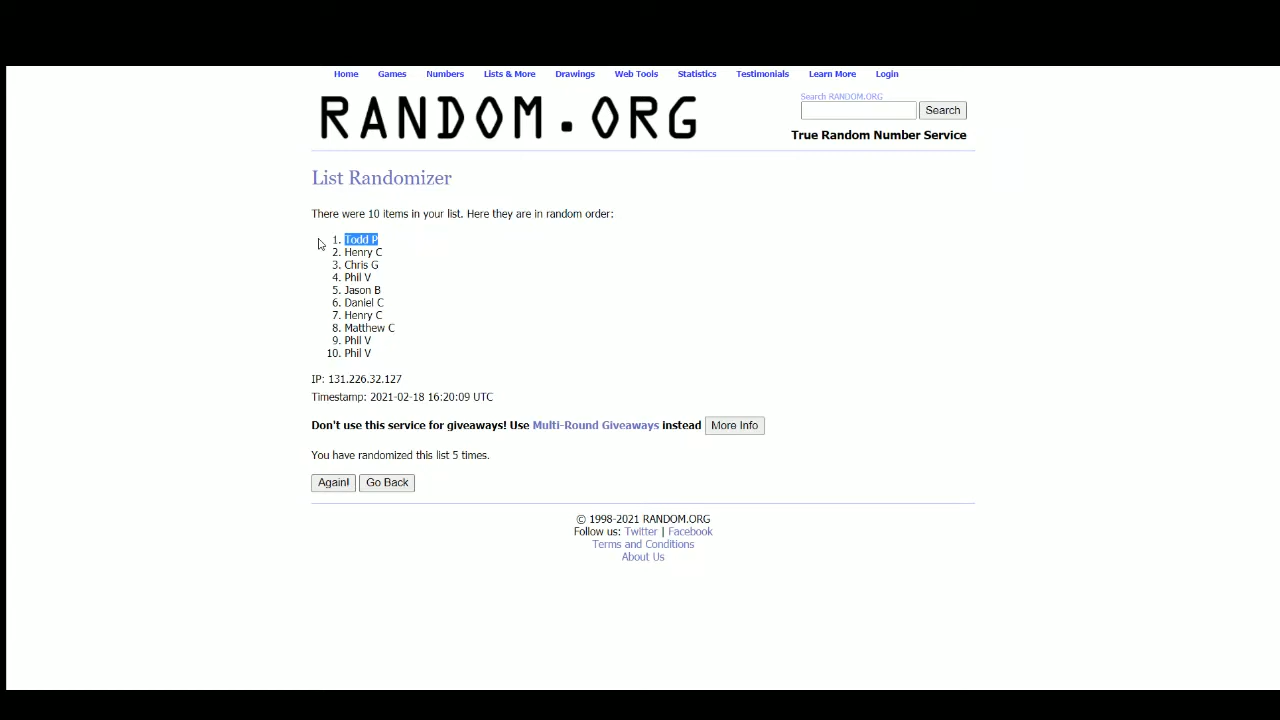 Home Games Numbers Lists & More Drawings Web Tools Statistics Testimonials Learn More Login
RANDOM.ORG
Search RANDOM.ORG
Search
True Random Number Service
List Randomizer
There were 10 items in your list. Here they are in random order:
1. Todd P
2. Henry C
3. Chris G
4. Phil V
5. Jason B
6. Daniel C
7. Henry C
8. Matthew C
9. Phil V
10. Phil V
IP: 131.226.32.127
Timestamp: 2021-02-18 16:20:09 UTC
Don't use this service for giveaways! Use Multi-Round Giveaways instead More Info
You have randomized this list 5 times.
Again! Go Back
© 1998-2021 RANDOM.ORG
Follow us: Twitter | Facebook
Terms and Conditions
About Us